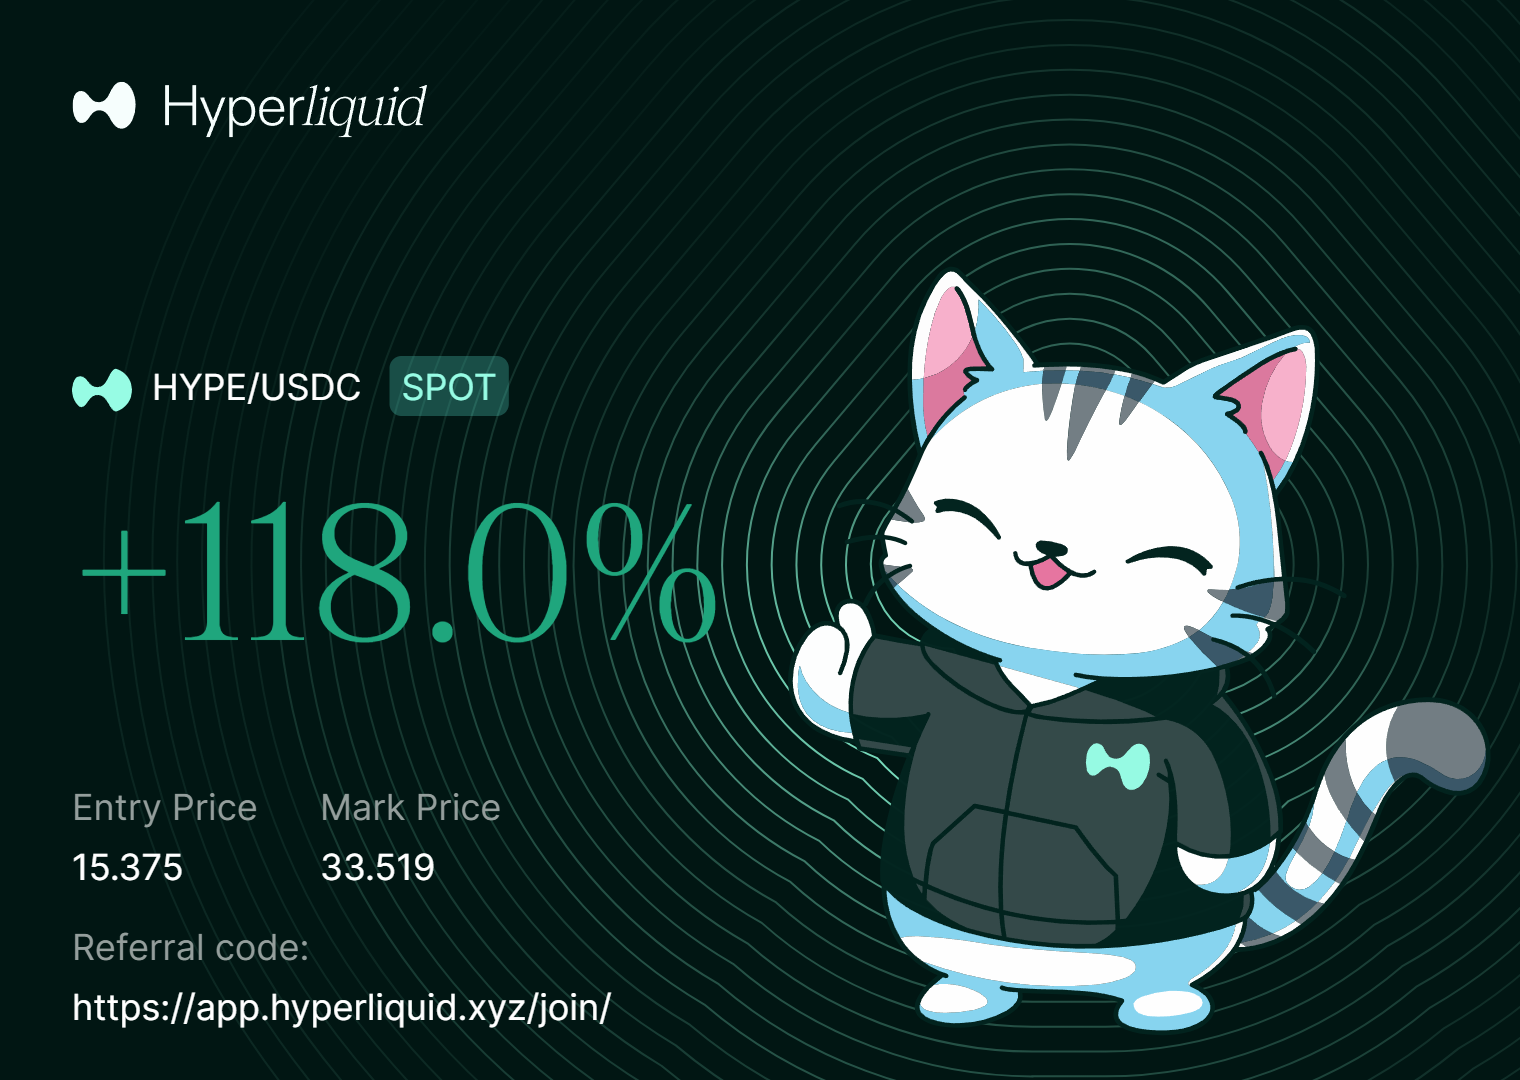 Hyperliquid
HYPE/USDC SPOT
+118.0%
Entry Price Mark Price
15.375 33.519
Referral code:
https://app.hyperliquid.xyz/join/